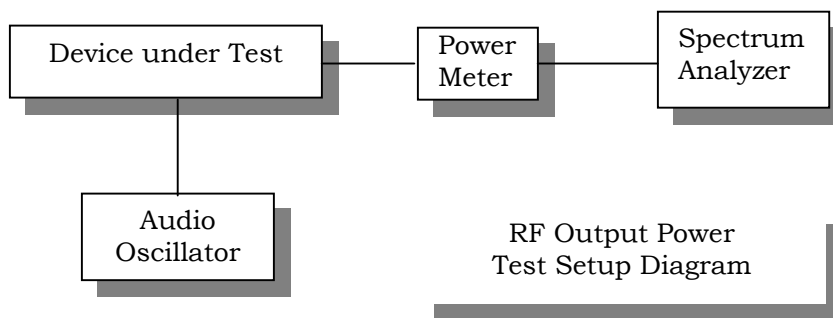 Device under Test
Power
Meter
Spectrum
Analyzer
Audio
Oscillator
RF Output Power
Test Setup Diagram